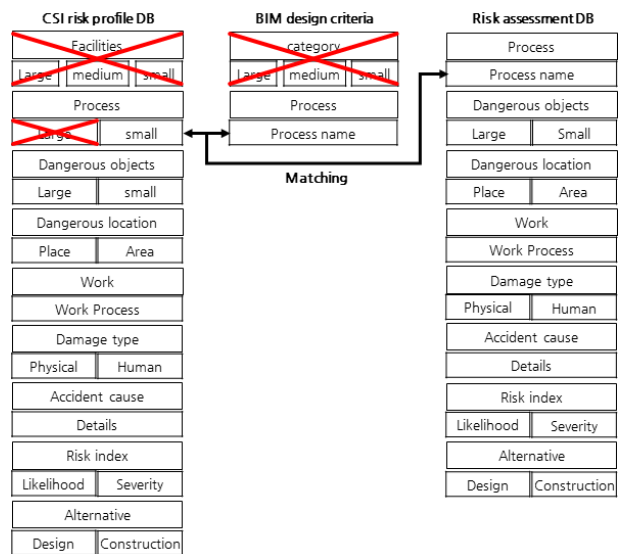 CSI risk profile DB
Facilities
Large medium small
Process
Large small
Dangerous objects
Large small
Dangerous location
Place Area
Work
Work Process
Damage type
Physical Human
Accident cause
Details
Risk index
Likelihood Severity
Alternative
Design Construction
BIM design criteria
category
Large medium small
Process
Process name
Matching
Risk assessment DB
Process
Process name
Dangerous objects
Large Small
Dangerous location
Place Area
Work
Work Process
Damage type
Physical Human
Accident cause
Details
Risk index
Likelihood Severity
Alternative
Design Construction